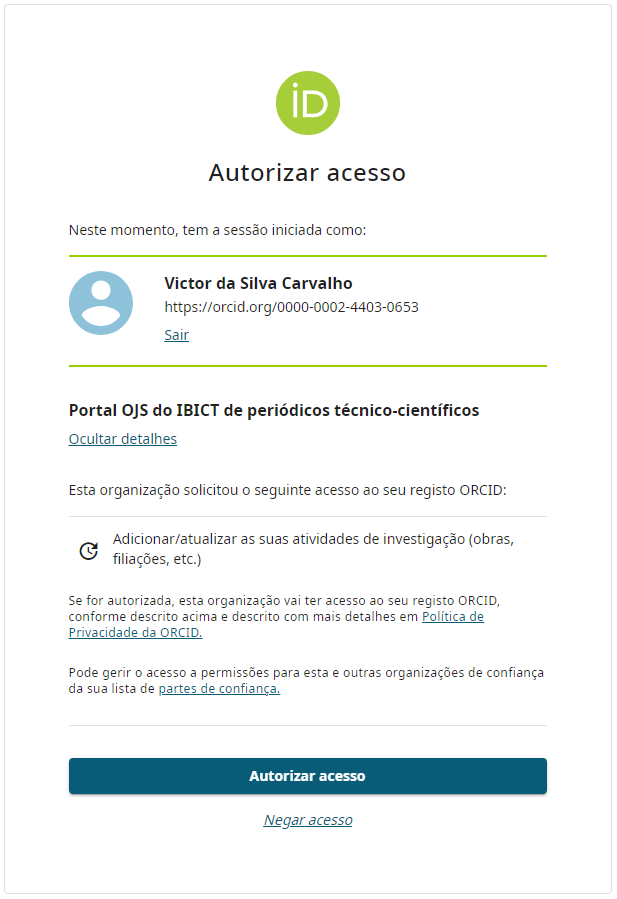 iD
Autorizar acesso
Neste momento, tem a sessão iniciada como:
Victor da Silva Carvalho
https://orcid.org/0000-0002-4403-0653
Sair
Portal OJS do IBICT de periódicos técnico-científicos
Ocultar detalhes
Esta organização solicitou o seguinte acesso ao seu registo ORCID:
Adicionar/atualizar as suas atividades de investigação (obras,
filiações, etc.)
Se for autorizada, esta organização vai ter acesso ao seu registo ORCID,
conforme descrito acima e descrito com mais detalhes em Política de
Privacidade da ORCID.
Pode gerir o acesso a permissões para esta e outras organizações de confiança
da sua lista de partes de confiança.
Autorizar acesso
Negar acesso